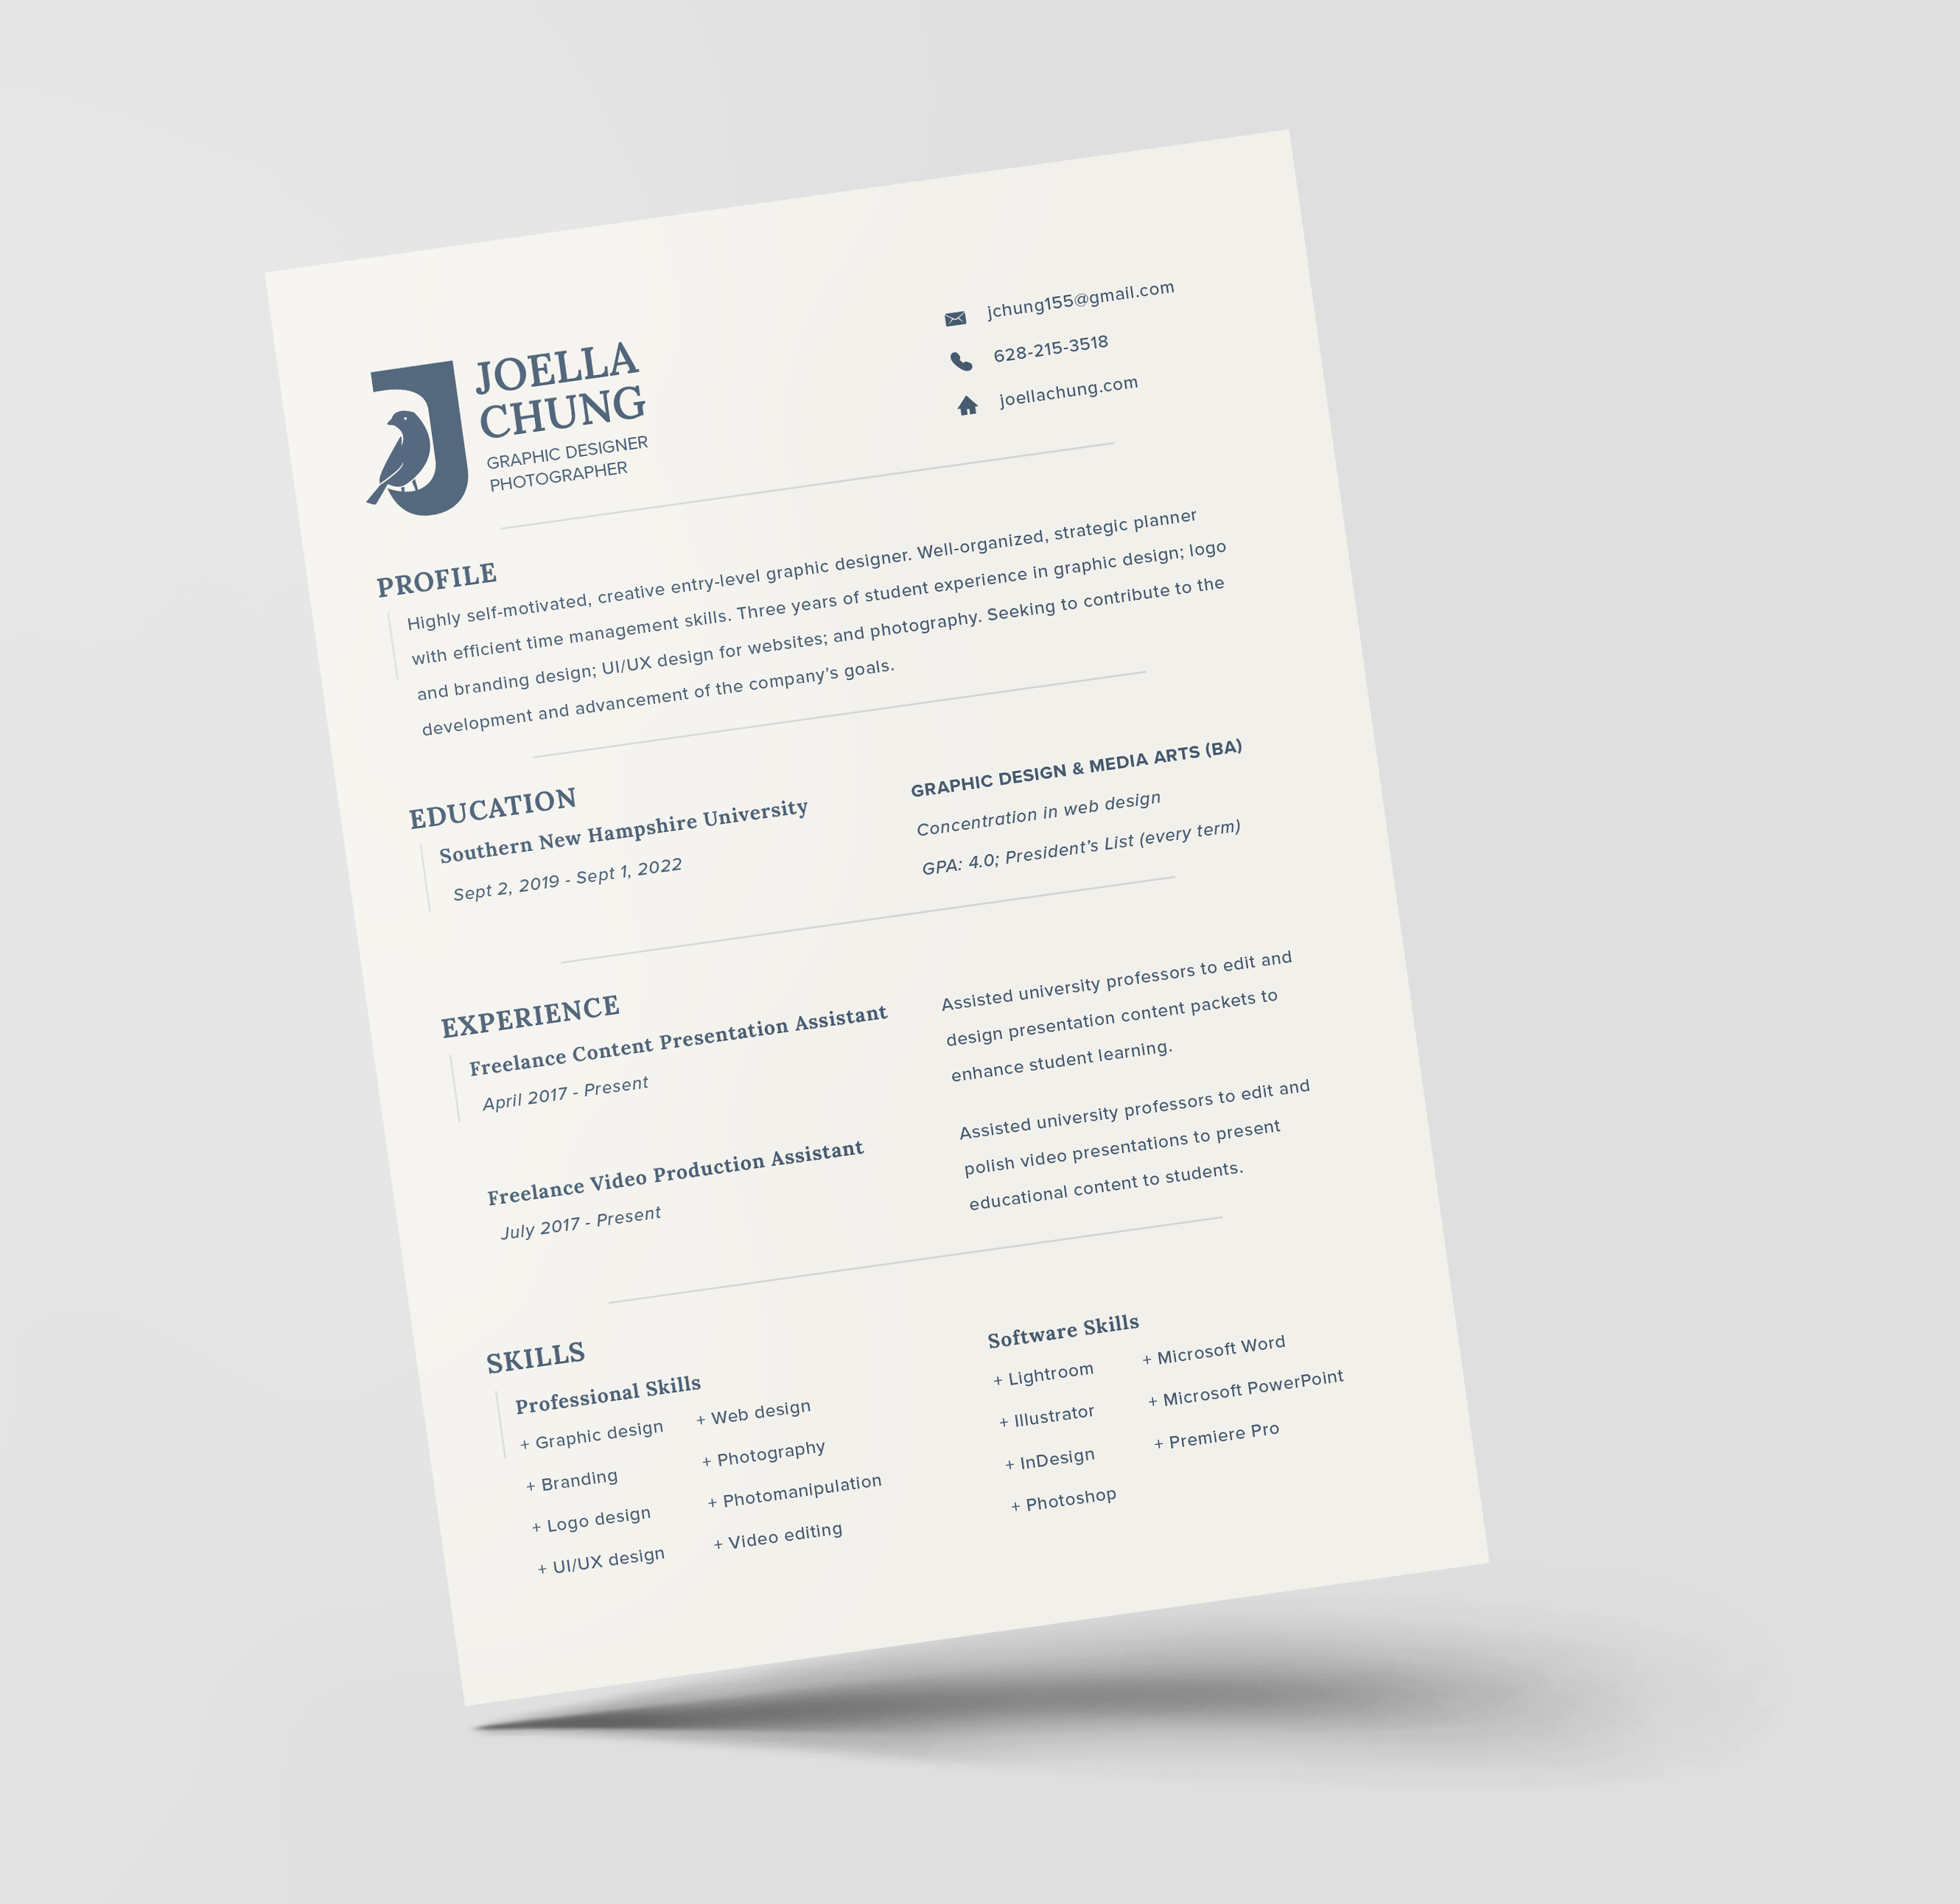 JOELLA
CHUNG
GRAPHIC DESIGNER
PHOTOGRAPHER
jchung155@gmail.com
628-215-3518
joellachung.com
PROFILE
Highly self-motivated, creative entry-level graphic designer. Well-organized, strategic planner
with efficient time management skills. Three years of student experience in graphic design; logo
and branding design; UI/UX design for websites; and photography. Seeking to contribute to the
development and advancement of the company’s goals.
EDUCATION
Southern New Hampshire University
Sept 2, 2019 - Sept 1, 2022
GRAPHIC DESIGN & MEDIA ARTS (BA)
Concentration in web design
GPA: 4.0; President’s List (every term)
EXPERIENCE
Freelance Content Presentation Assistant
April 2017 - Present
Assisted university professors to edit and
design presentation content packets to
enhance student learning.
Freelance Video Production Assistant
July 2017 - Present
Assisted university professors to edit and
polish video presentations to present
educational content to students.
SKILLS
Professional Skills
+ Graphic design
+ Branding
+ Logo design
+ UI/UX design
+ Web design
+ Photography
+ Photomanipulation
+ Video editing
Software Skills
+ Lightroom
+ Illustrator
+ InDesign
+ Photoshop
+ Microsoft Word
+ Microsoft PowerPoint
+ Premiere Pro